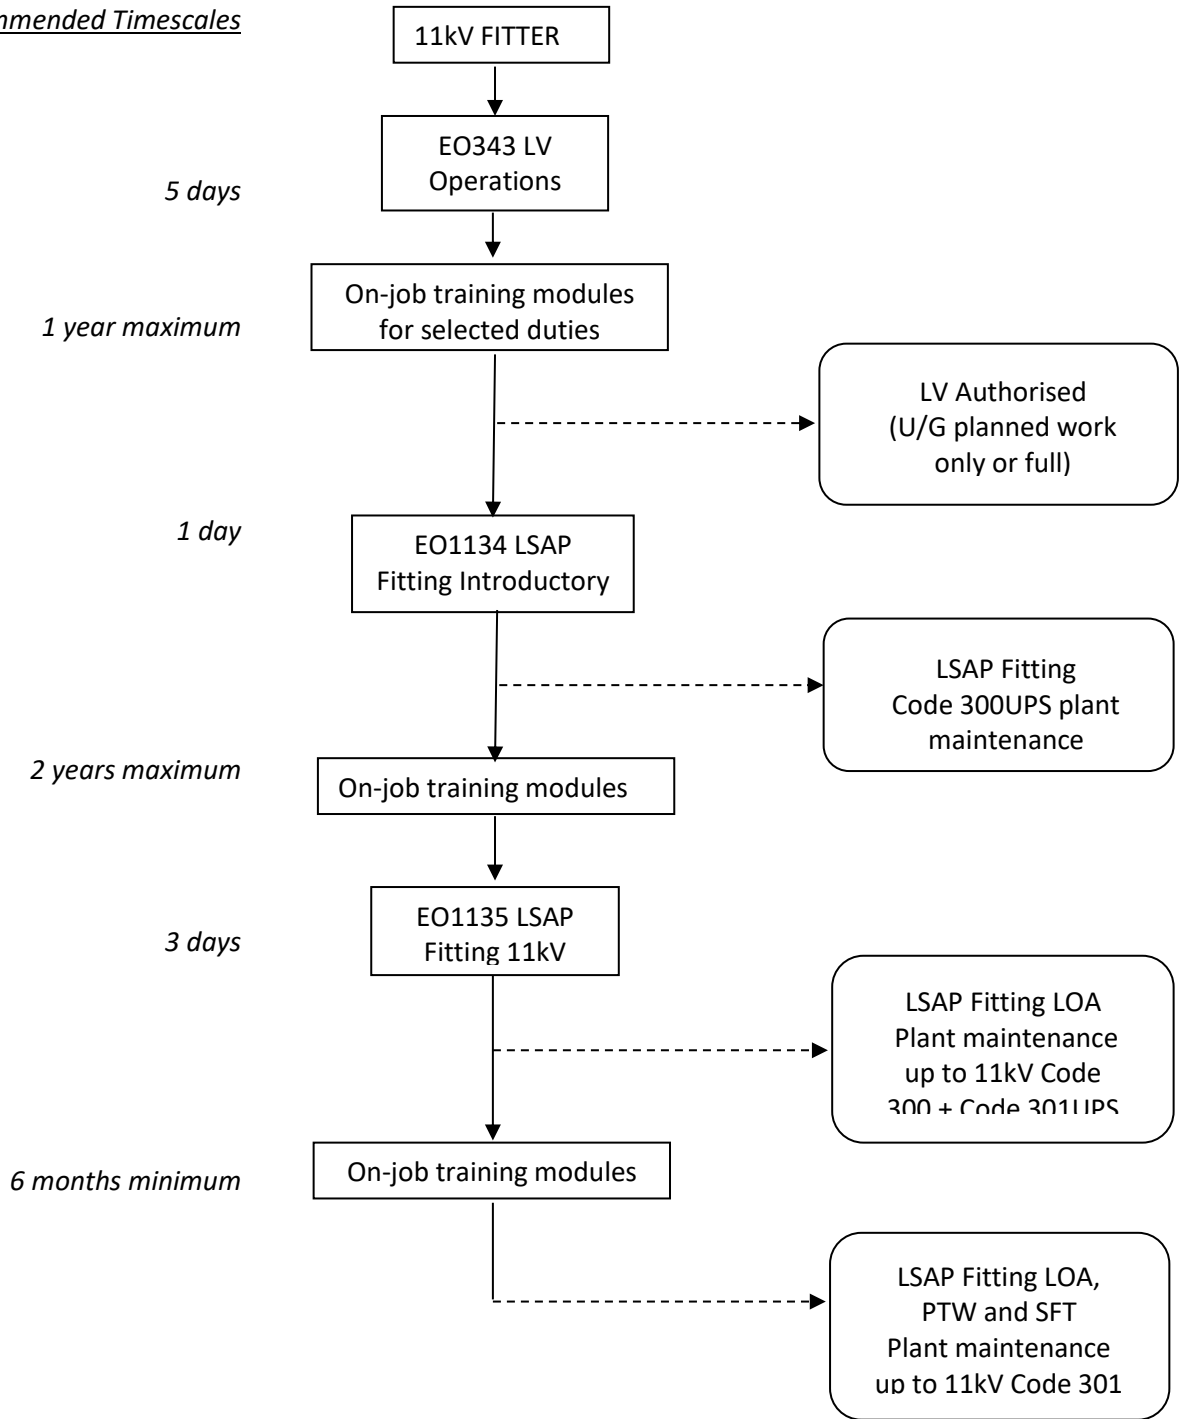 mmended Timescales
11kV FITTER
EO343 LV
Operations
5 days
On-job training modules
for selected duties
1 year maximum
LV Authorised
(U/G planned work
only or full)
1 day
EO1134 LSAP
Fitting Introductory
LSAP Fitting
Code 300UPS plant
maintenance
2 years maximum
On-job training modules
EO1135 LSAP
Fitting 11kV
3 days
LSAP Fitting LOA
Plant maintenance
up to 11kV Code
300 + Code 301UPS
6 months minimum
On-job training modules
LSAP Fitting LOA,
PTW and SFT
Plant maintenance
up to 11kV Code 301